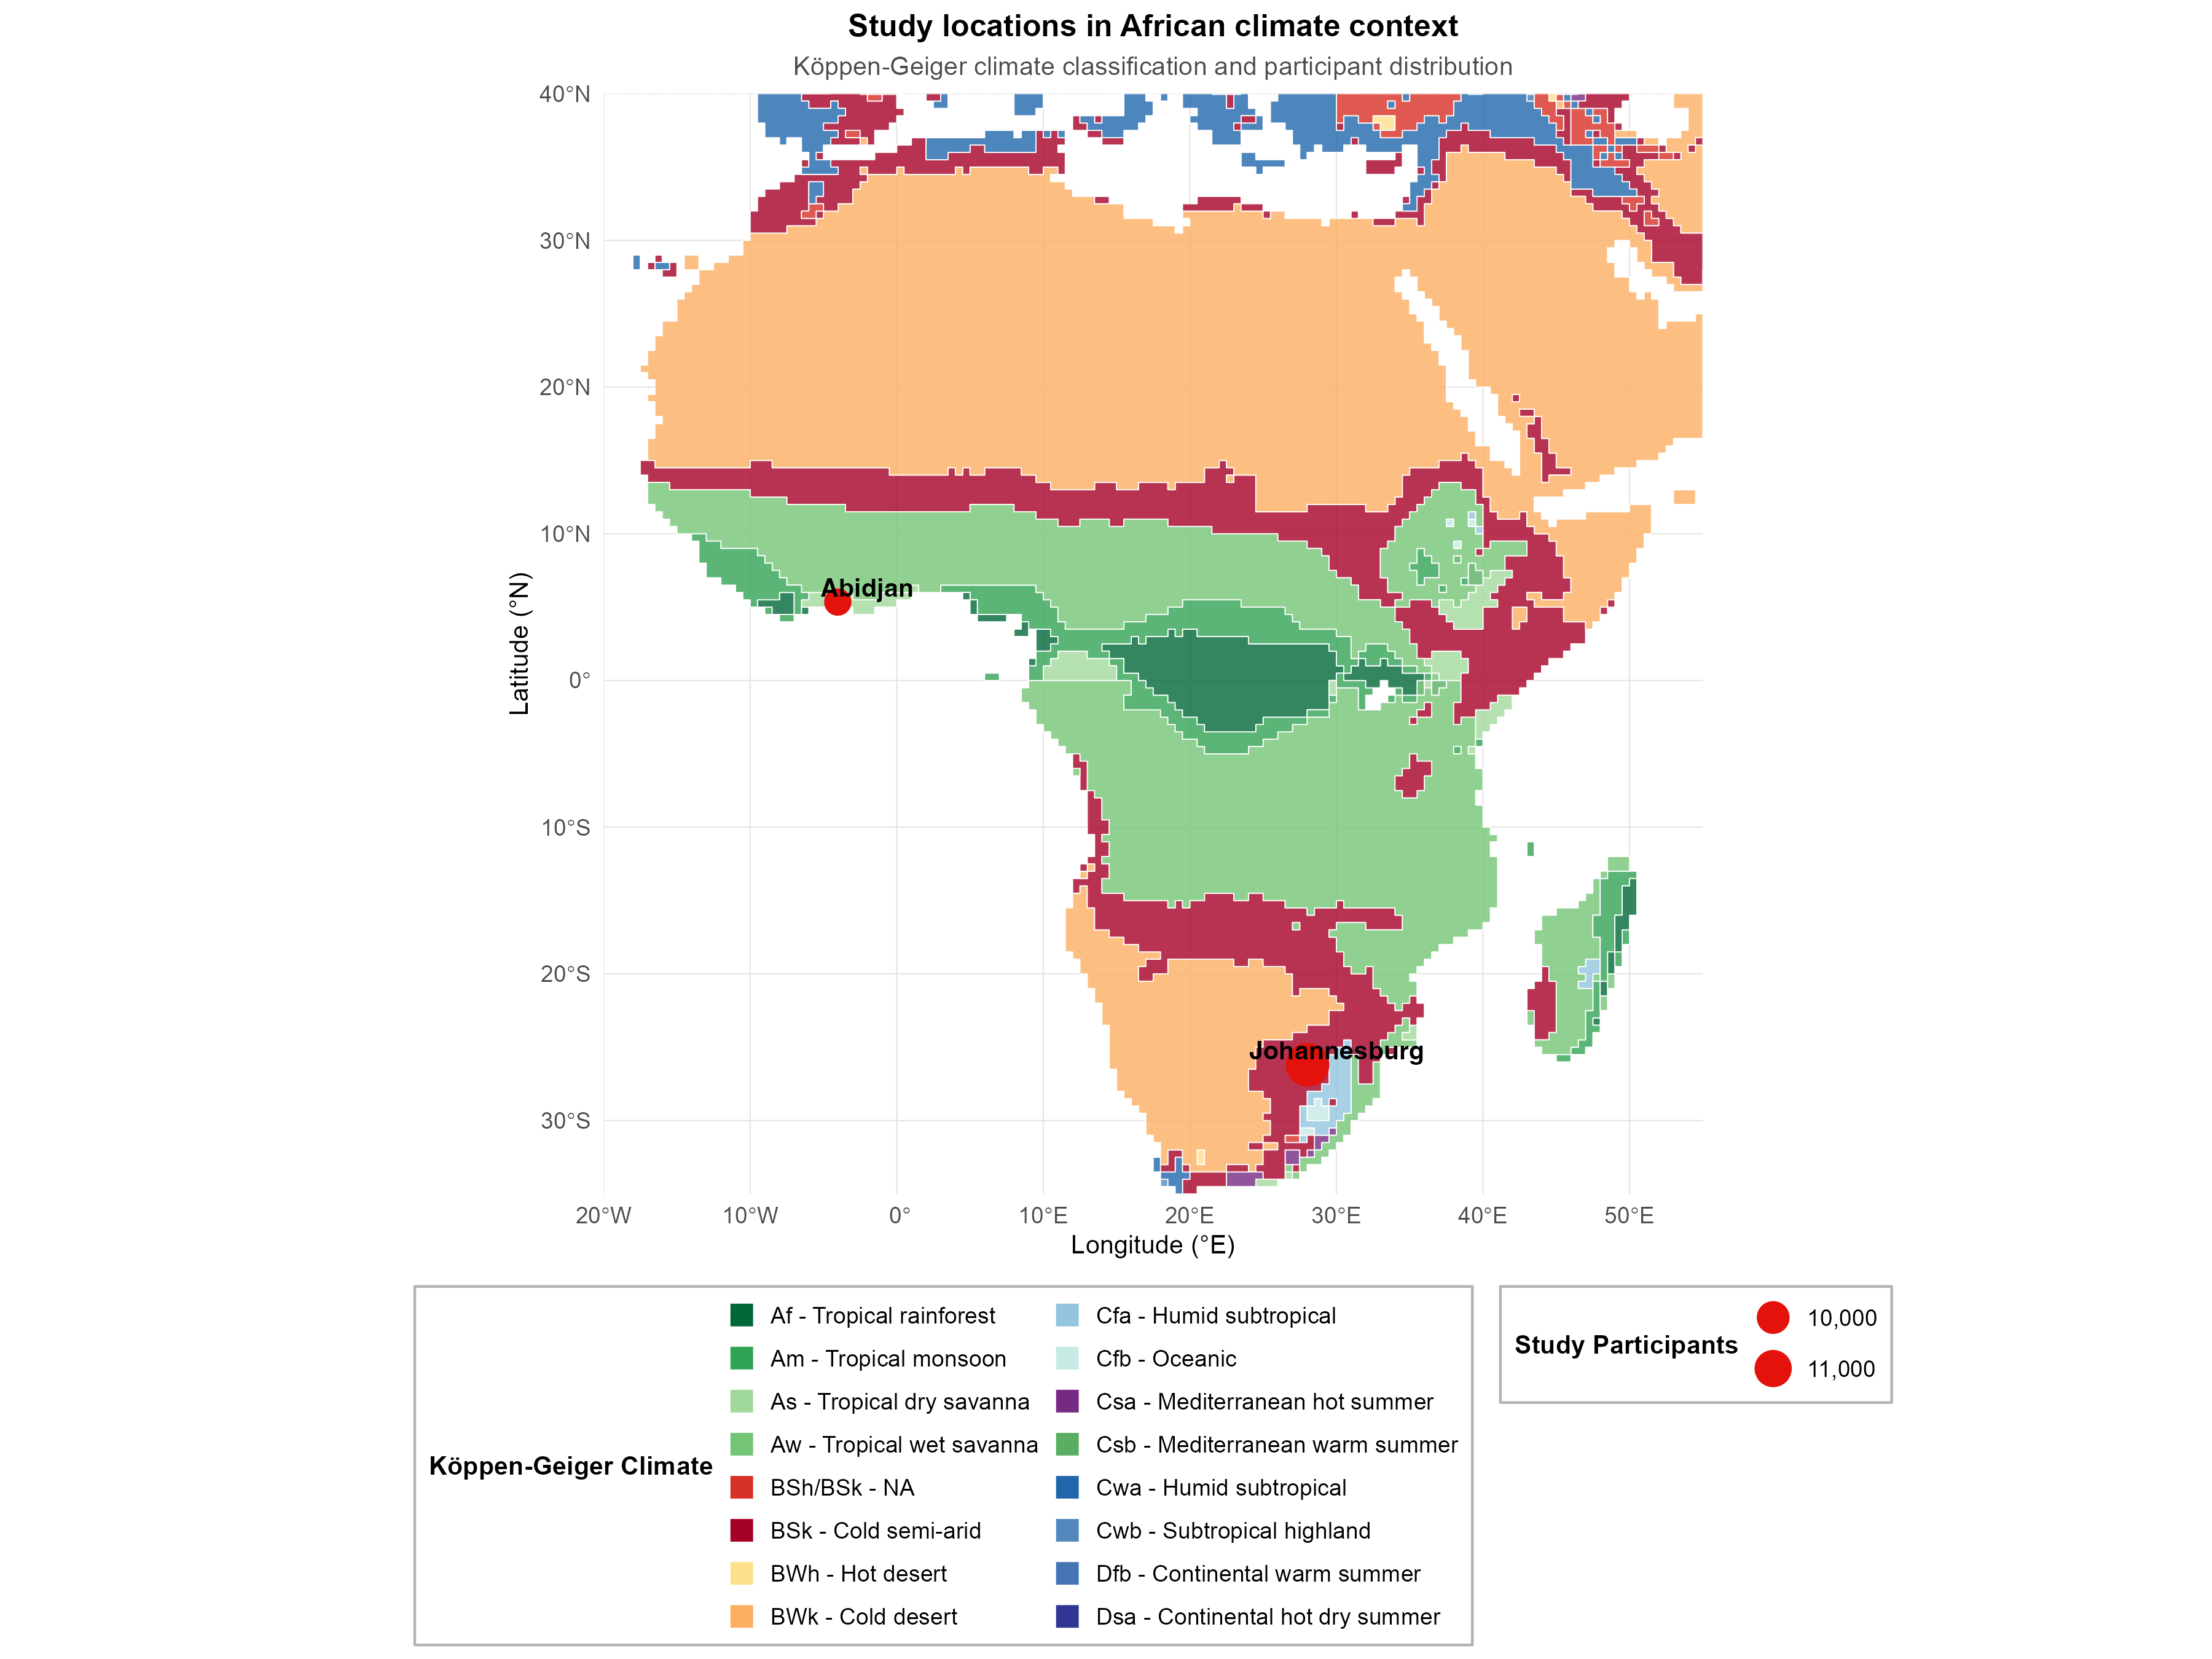 Study locations in African climate context
Köppen-Geiger climate classification and participant distribution
40°N
30°N
20°N
10°N
0°
10°S
20°S
30°S
Latitude (°N)
Abidjan
Johannesburg
20°W
10°W
0°
10°E
20°E
30°E
40°E
50°E
Longitude (°E)
Köppen-Geiger Climate
Af - Tropical rainforest
Am - Tropical monsoon
As - Tropical dry savanna
Aw - Tropical wet savanna
BSh/BSk - NA
BSk - Cold semi-arid
BWh - Hot desert
BWk - Cold desert
Cfa - Humid subtropical
Cfb - Oceanic
Csa - Mediterranean hot summer
Csb - Mediterranean warm summer
Cwa - Humid subtropical
Cwb - Subtropical highland
Dfb - Continental warm summer
Dsa - Continental hot dry summer
Study Participants
10,000
11,000